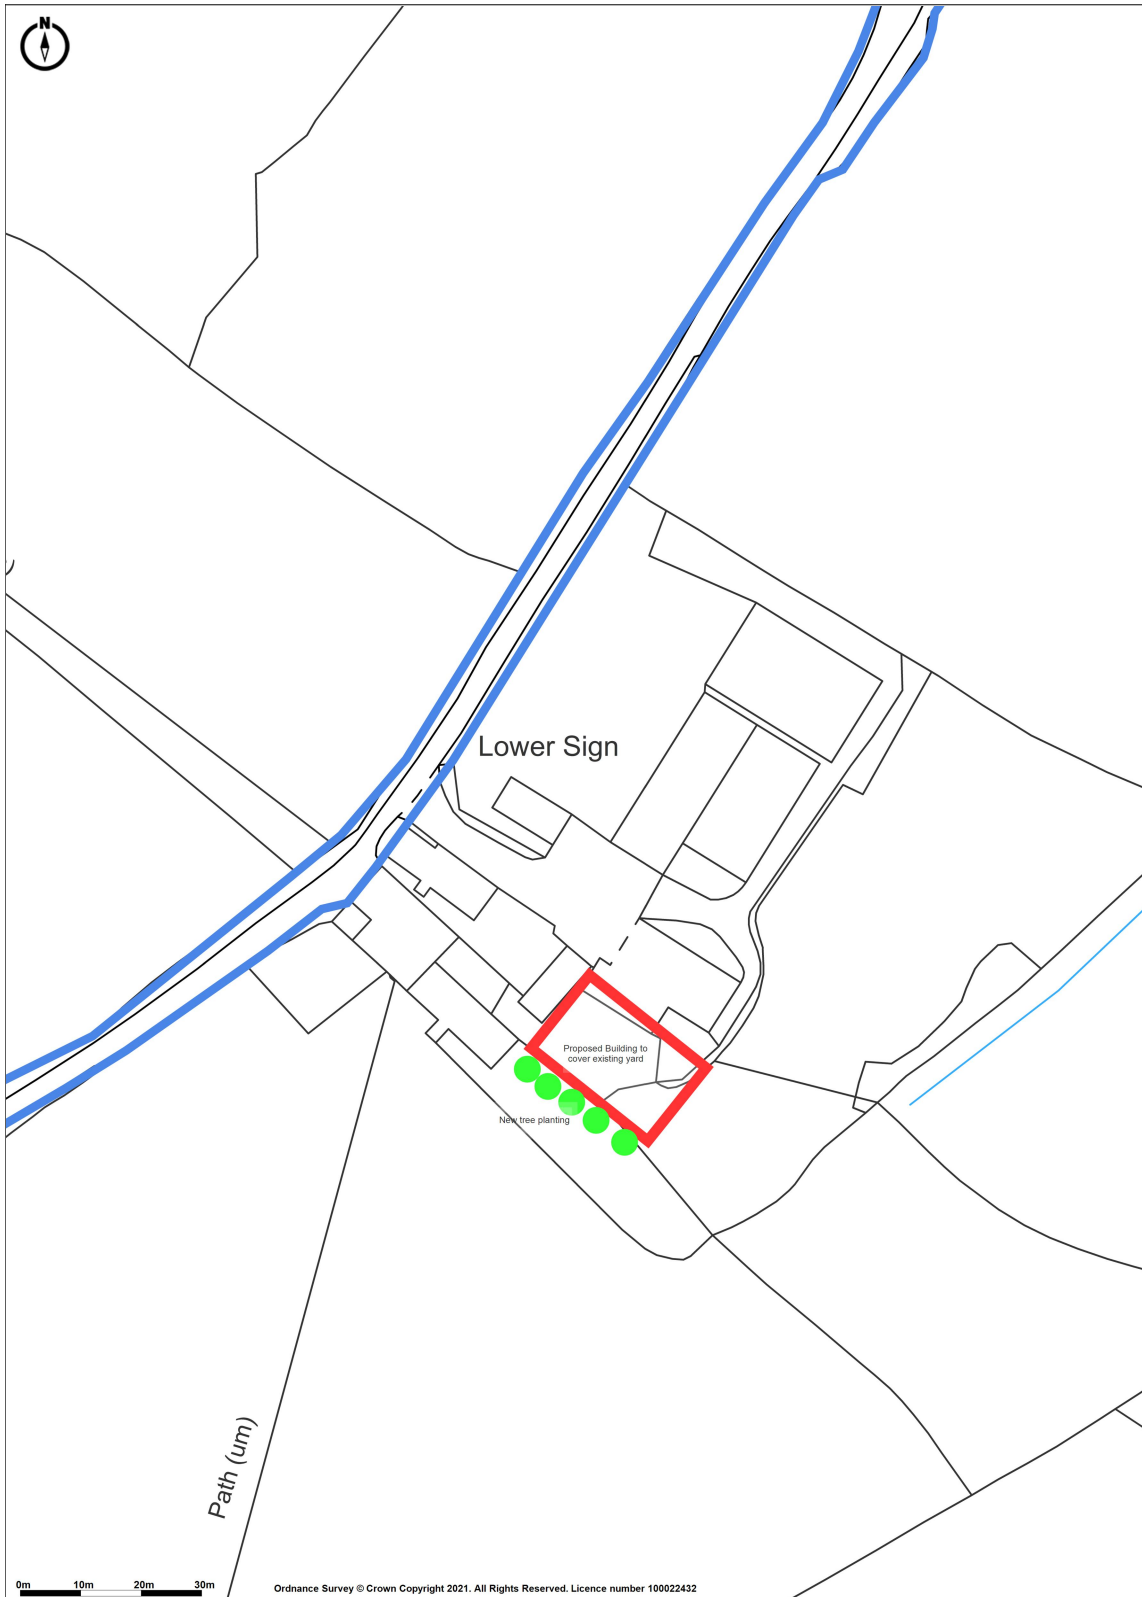 N
Lower Sign
Proposed Building to
cover existing yard
New tree planting
Path (um)
0m 10m 20m 30m
Ordnance Survey © Crown Copyright 2021. All Rights Reserved. Licence number 100022432